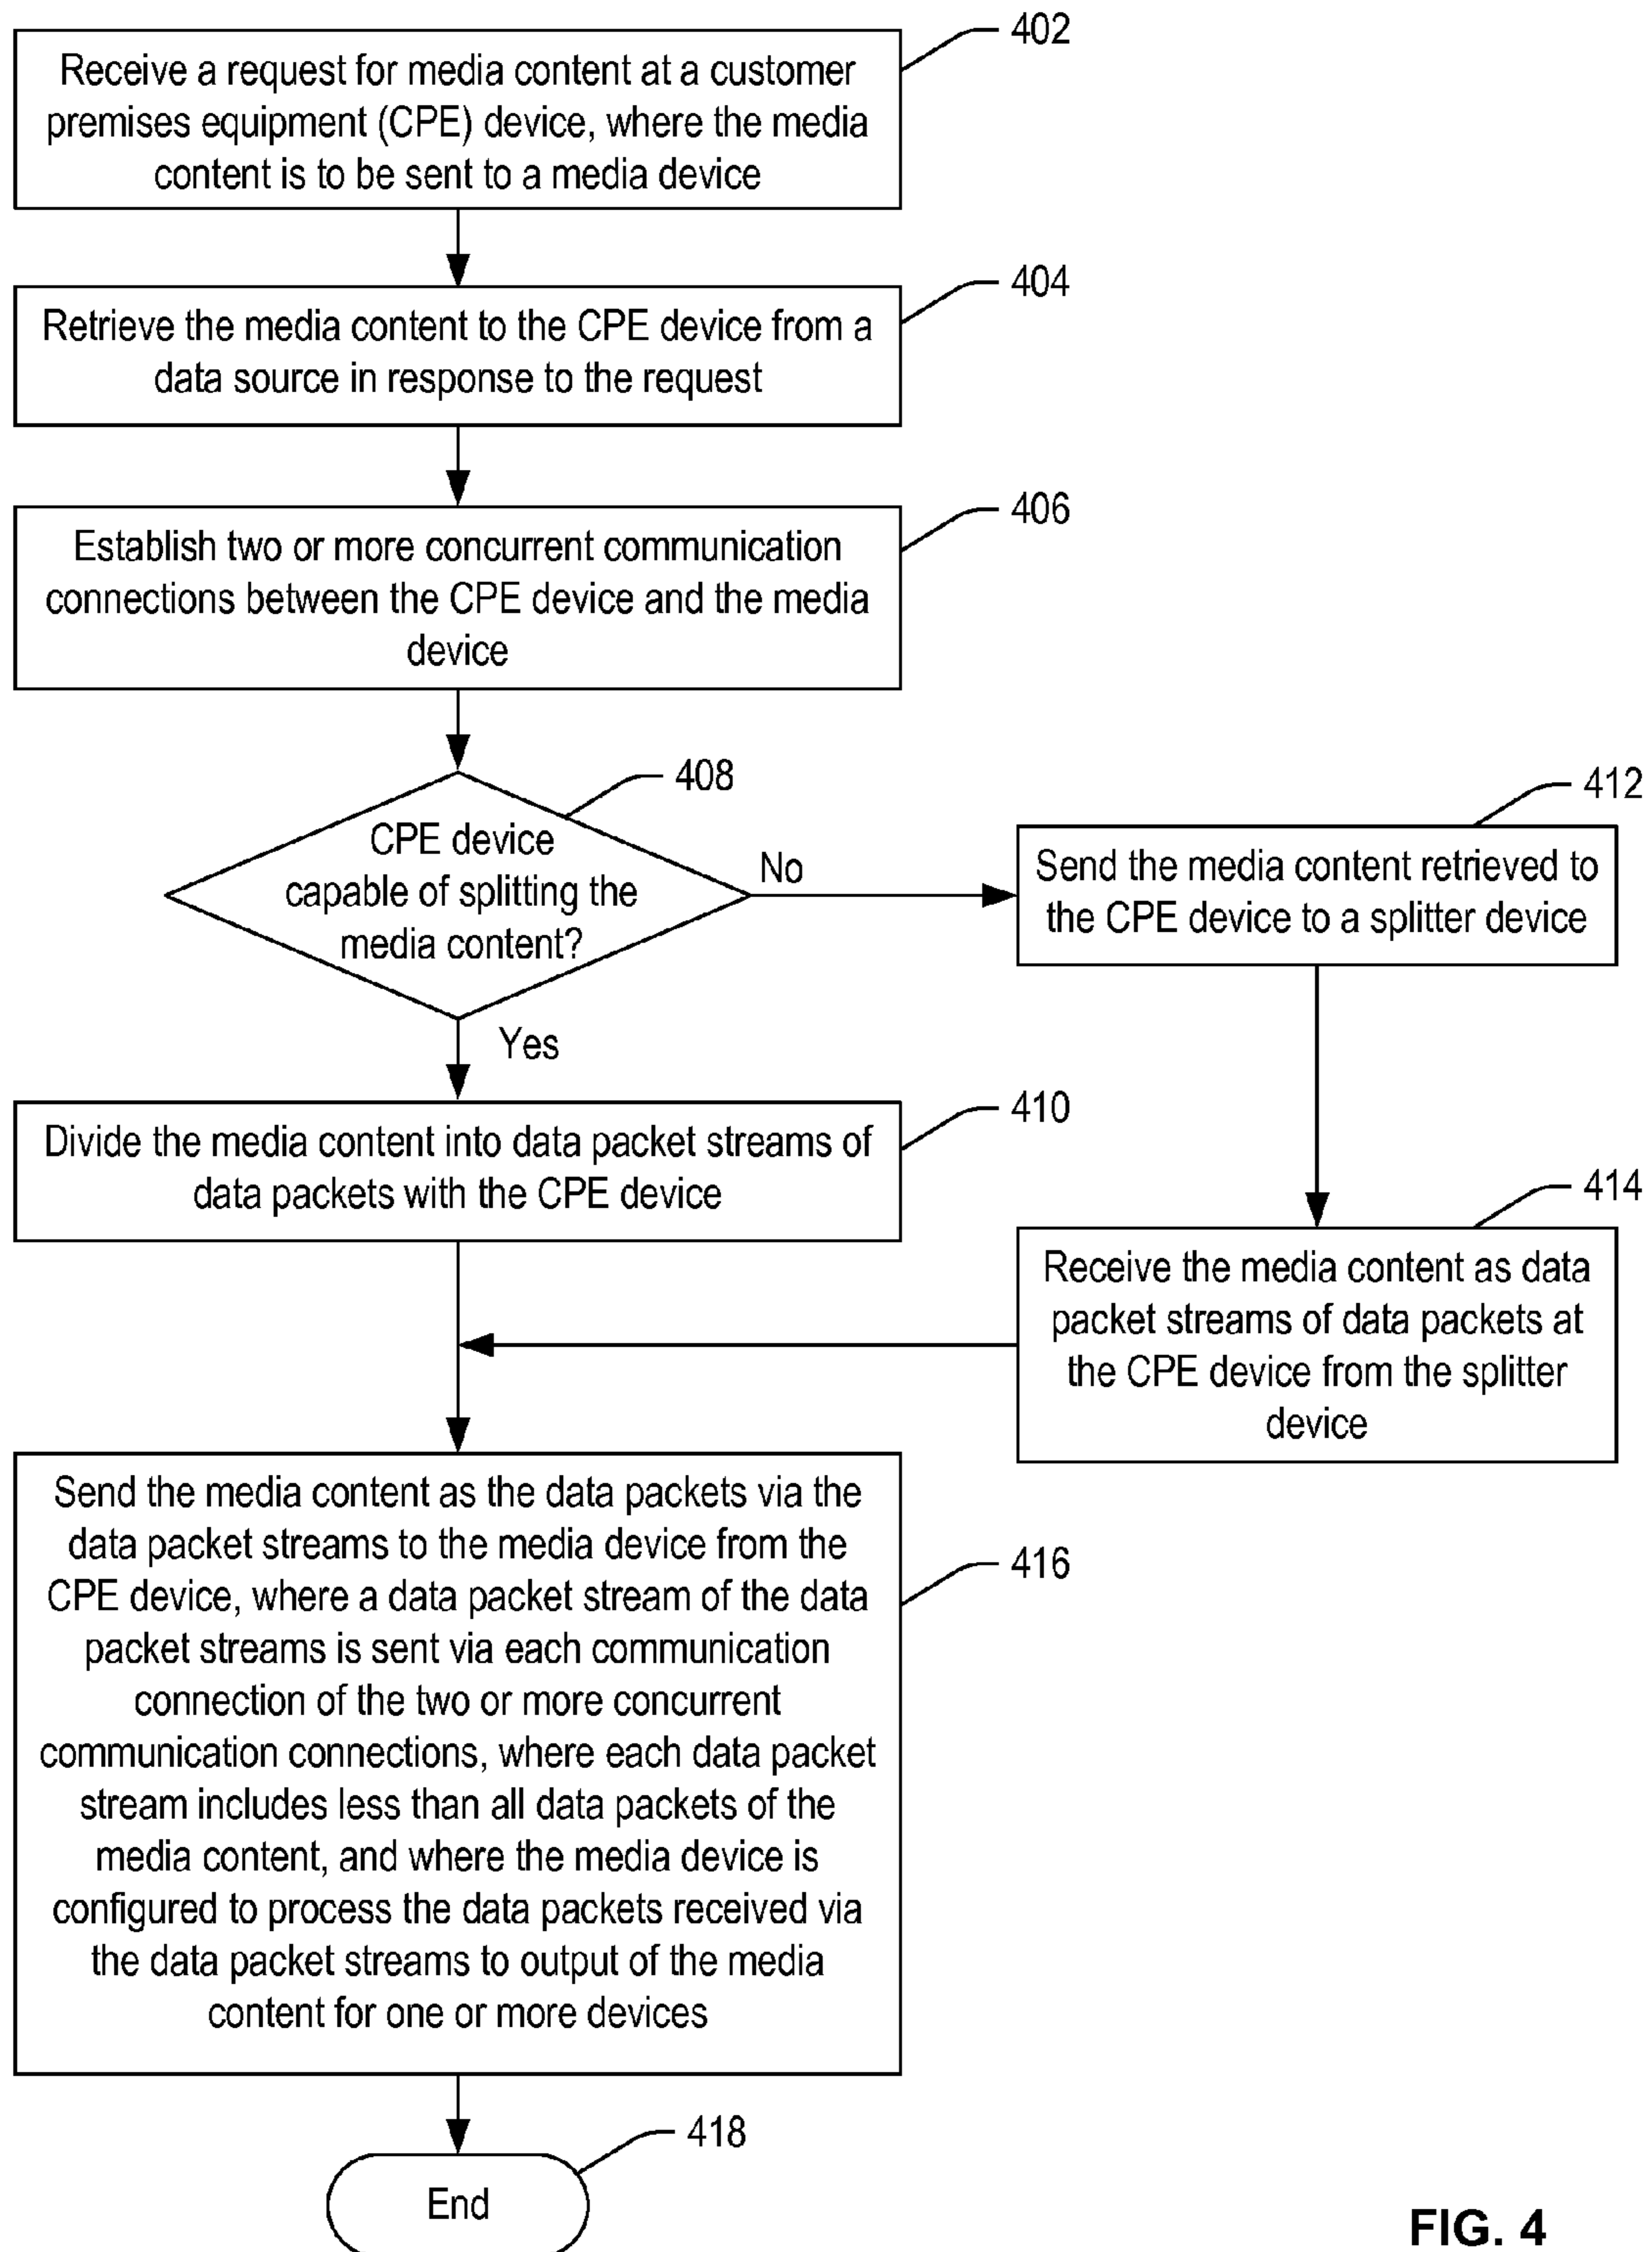 402
Receive a request for media content at a customer
premises equipment (CPE) device, where the media
content is to be sent to a media device
404
Retrieve the media content to the CPE device from a
data source in response to the request
406
Establish two or more concurrent communication
connections between the CPE device and the media
device
408
CPE device
capable of splitting the
media content?
No
412
Send the media content retrieved to
the CPE device to a splitter device
Yes
410
Divide the media content into data packet streams of
data packets with the CPE device
414
Receive the media content as data
packet streams of data packets at
the CPE device from the splitter
device
416
Send the media content as the data packets via the
data packet streams to the media device from the
CPE device, where a data packet stream of the data
packet streams is sent via each communication
connection of the two or more concurrent
communication connections, where each data packet
stream includes less than all data packets of the
media content, and where the media device is
configured to process the data packets received via
the data packet streams to output of the media
content for one or more devices
418
End
FIG. 4